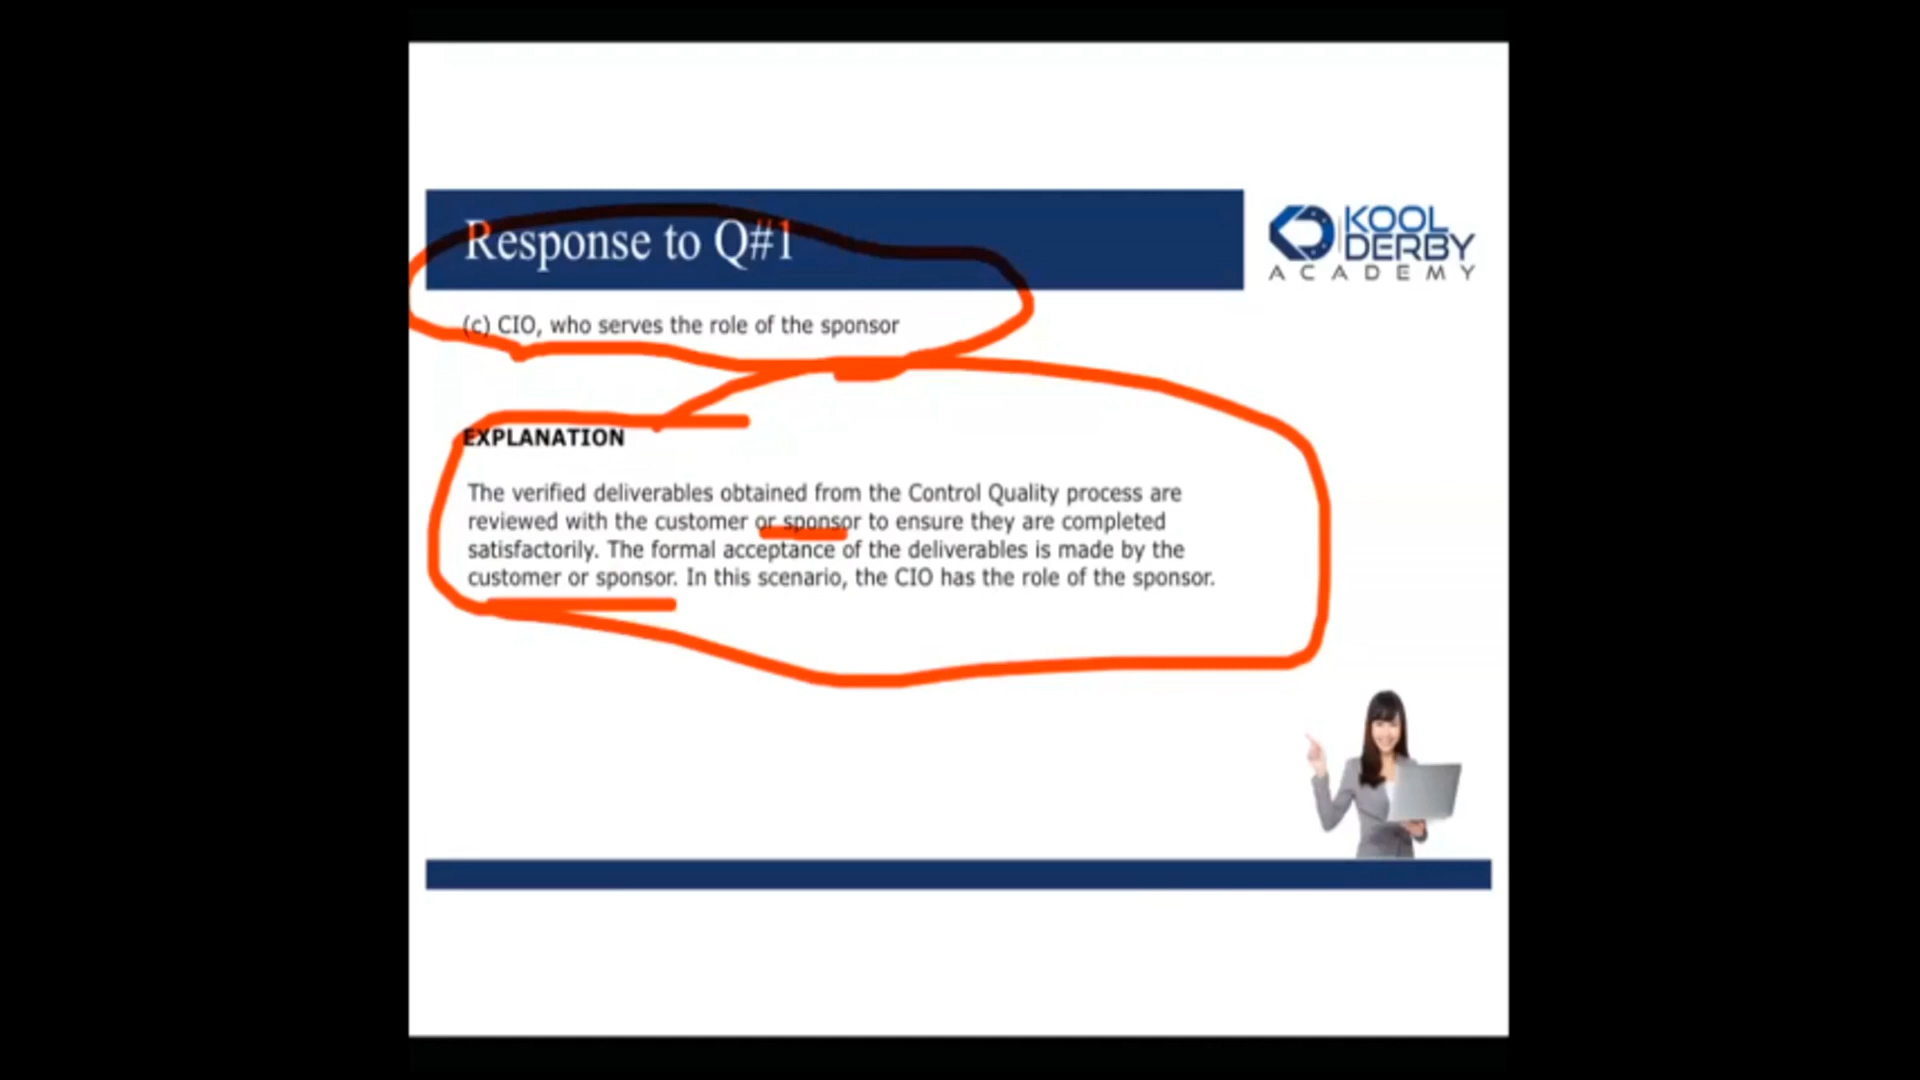 Response to Q#1
KOOL
DERBY
ACADEMY
(c) CIO, who serves the role of the sponsor
EXPLANATION
The verified deliverables obtained from the Control Quality process are
reviewed with the customer or sponsor to ensure they are completed
satisfactorily. The formal acceptance of the deliverables is made by the
customer or sponsor. In this scenario, the CIO has the role of the sponsor.